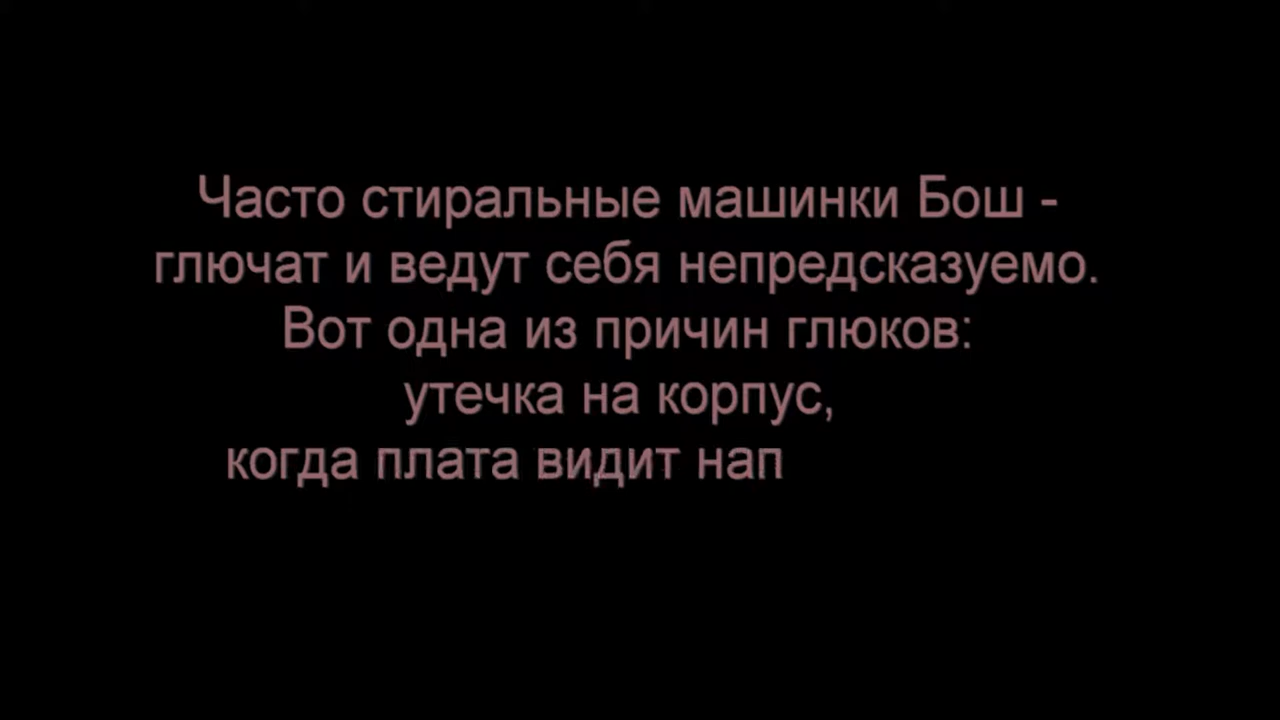 Часто стиральные машинки Бош -
глючат и ведут себя непредсказуемо.
Вот одна из причин глюков:
утечка на корпус,
когда плата видит нап